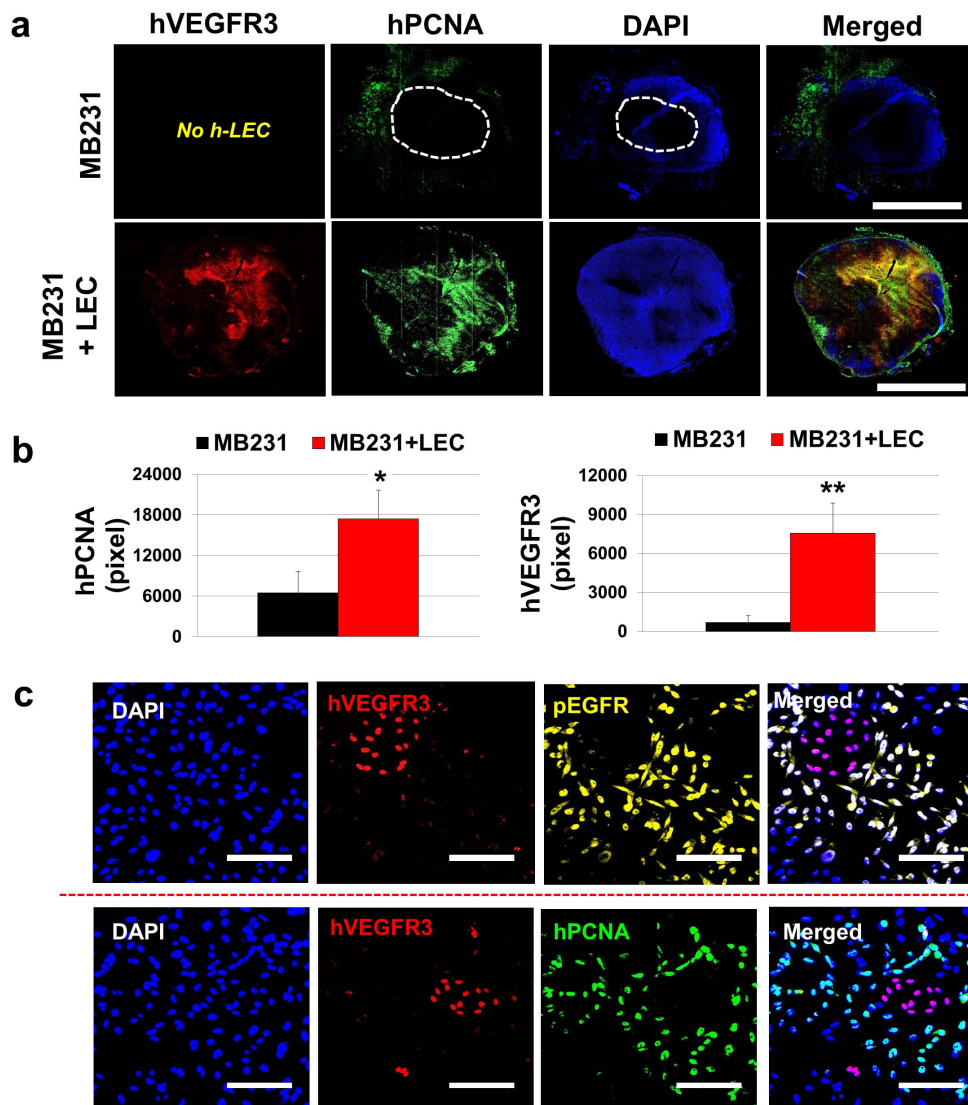 a
hVEGFR3 hPCNA DAPI Merged
MB231
No h-LEC
MB231
+ LEC
b
MB231 MB231+LEC
hPCNA
(pixel)
24000
18000
12000
6000
0
*
MB231 MB231+LEC
hVEGFR3
(pixel)
12000
9000
6000
3000
0
**
c
DAPI hVEGFR3 pEGFR Merged
DAPI hVEGFR3 hPCNA Merged